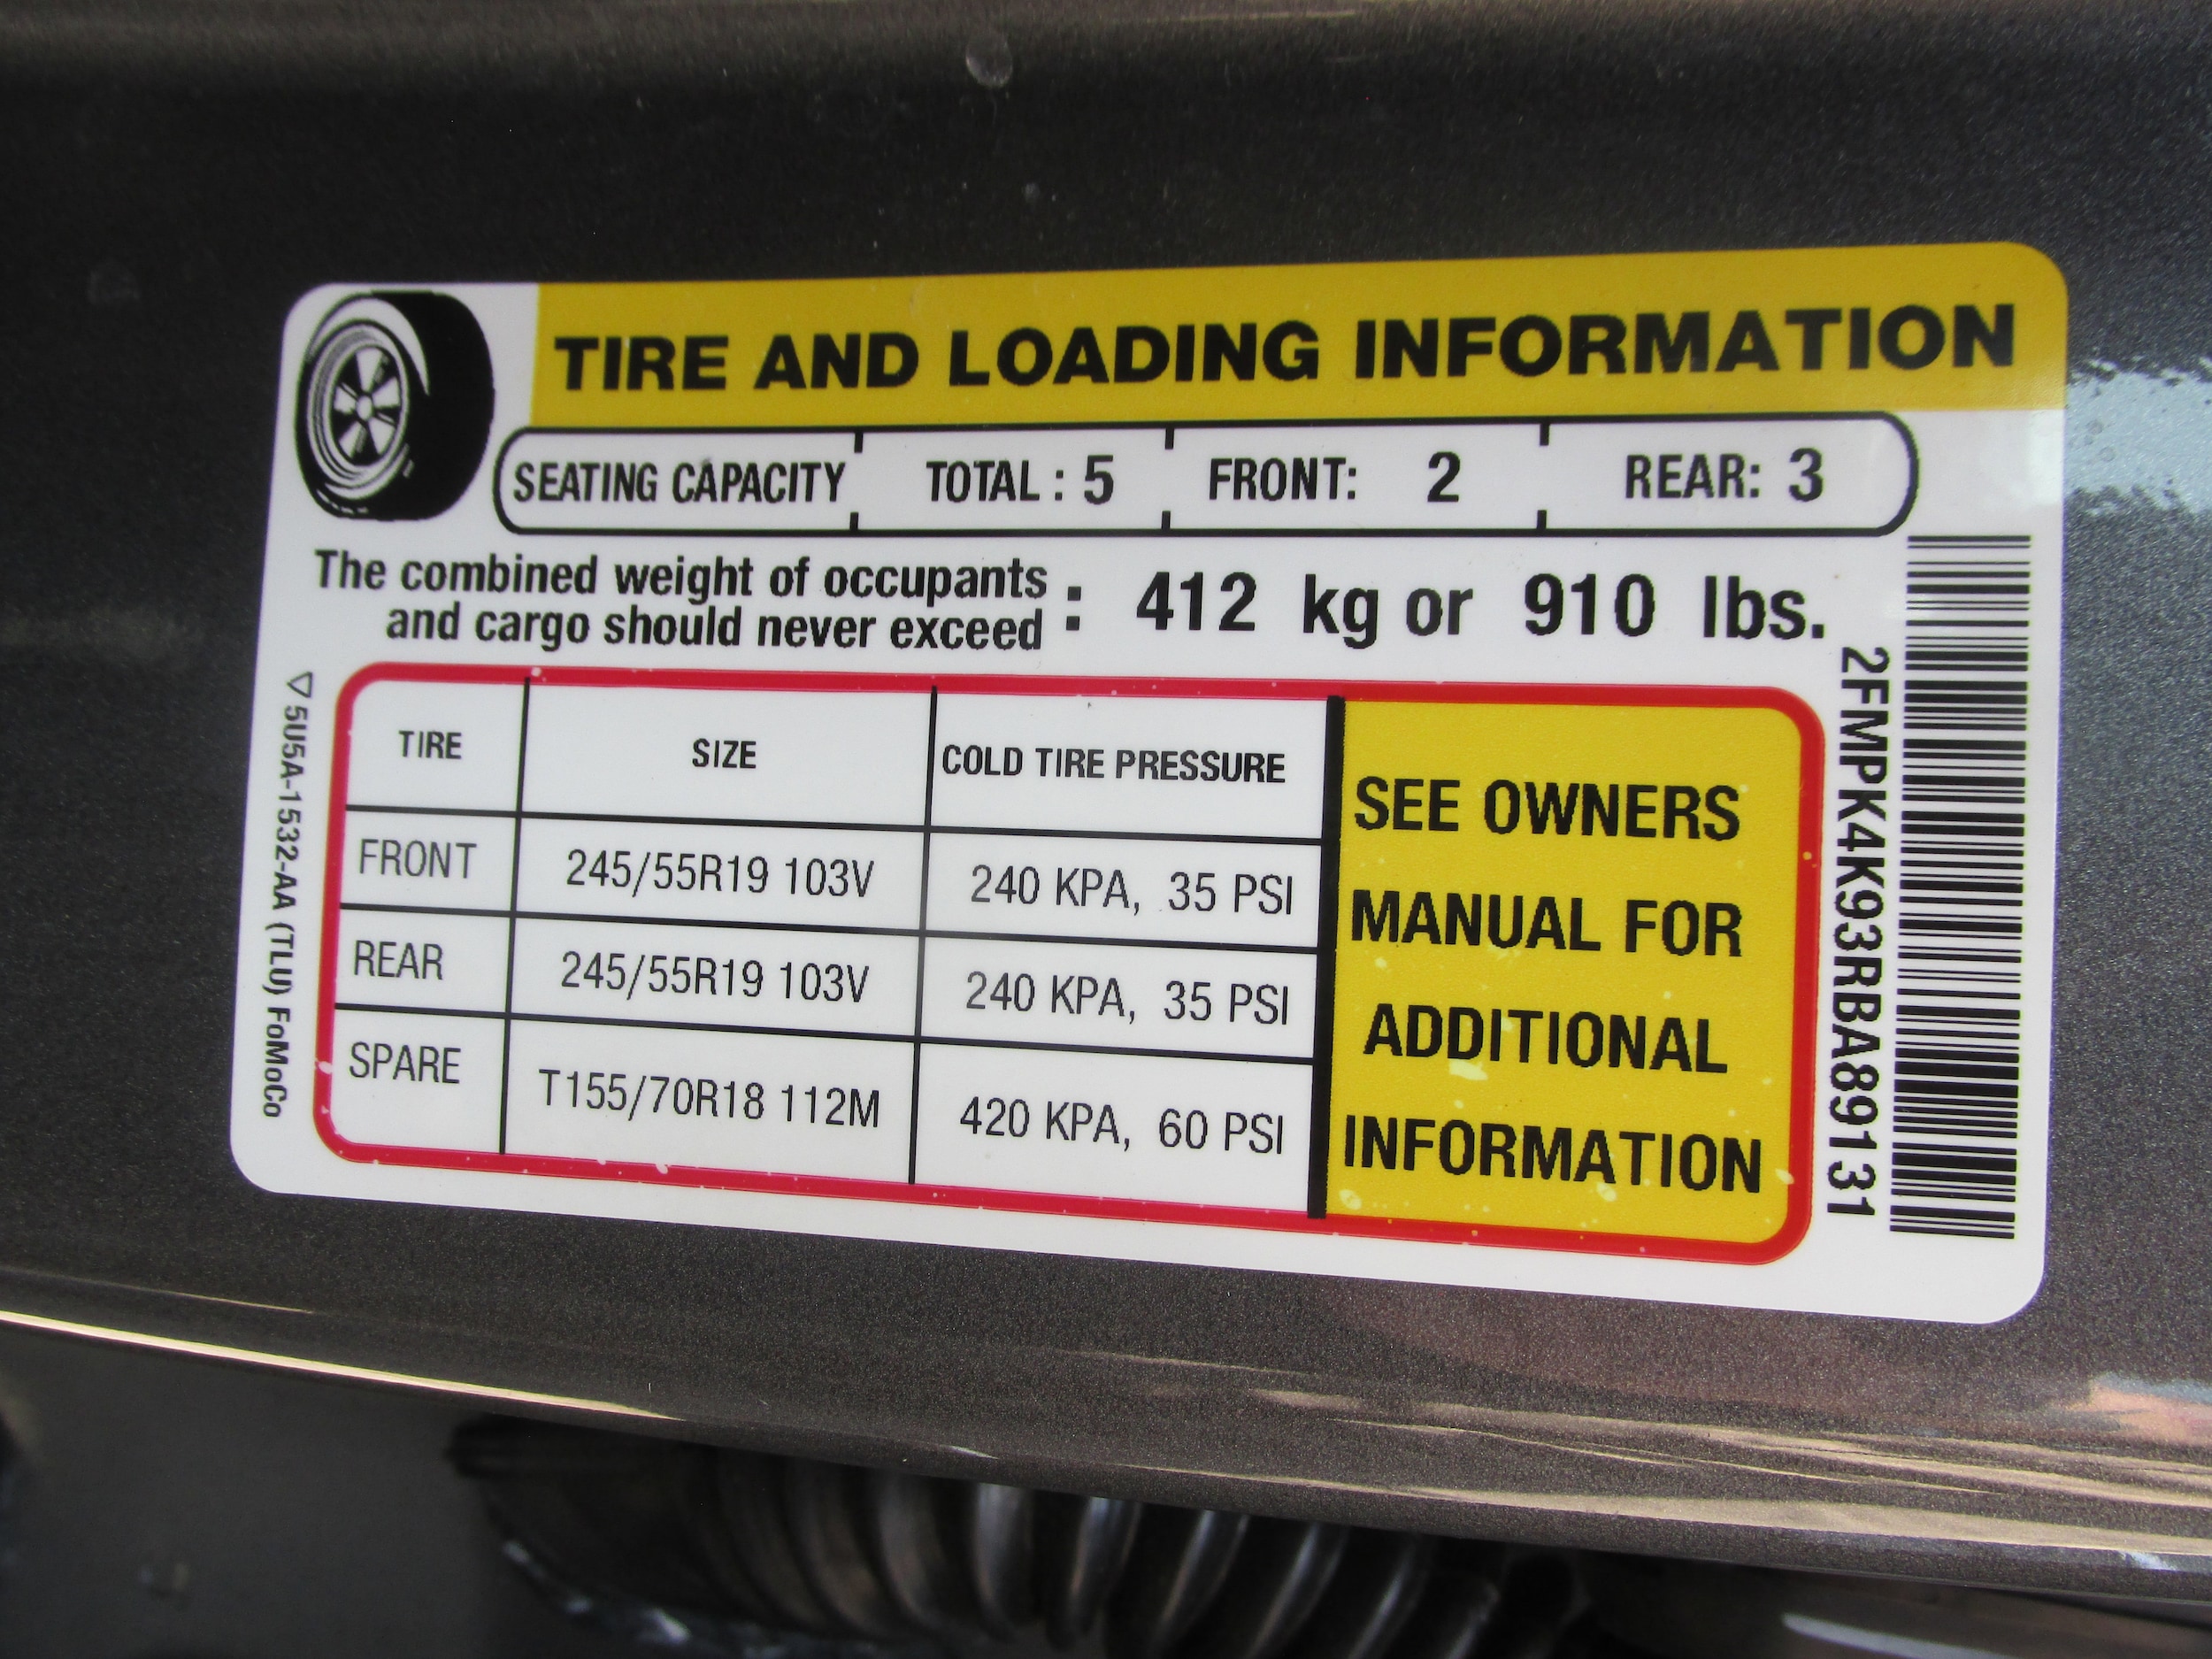 TIRE AND LOADING INFORMATION
SEATING CAPACITY TOTAL : 5 FRONT: 2 REAR: 3
The combined weight of occupants
and cargo should never exceed : 412 kg or 910 lbs.
TIRE SIZE COLD TIRE PRESSURE
FRONT 245/55R19 103V 240 KPA, 35 PSI
REAR 245/55R19 103V 240 KPA, 35 PSI
SPARE T155/70R18 112M 420 KPA, 60 PSI
SEE OWNERS
MANUAL FOR
ADDITIONAL
INFORMATION
2FMPK4K93RBA89131
5U5A-1532-AA (TLU) FoMoCo